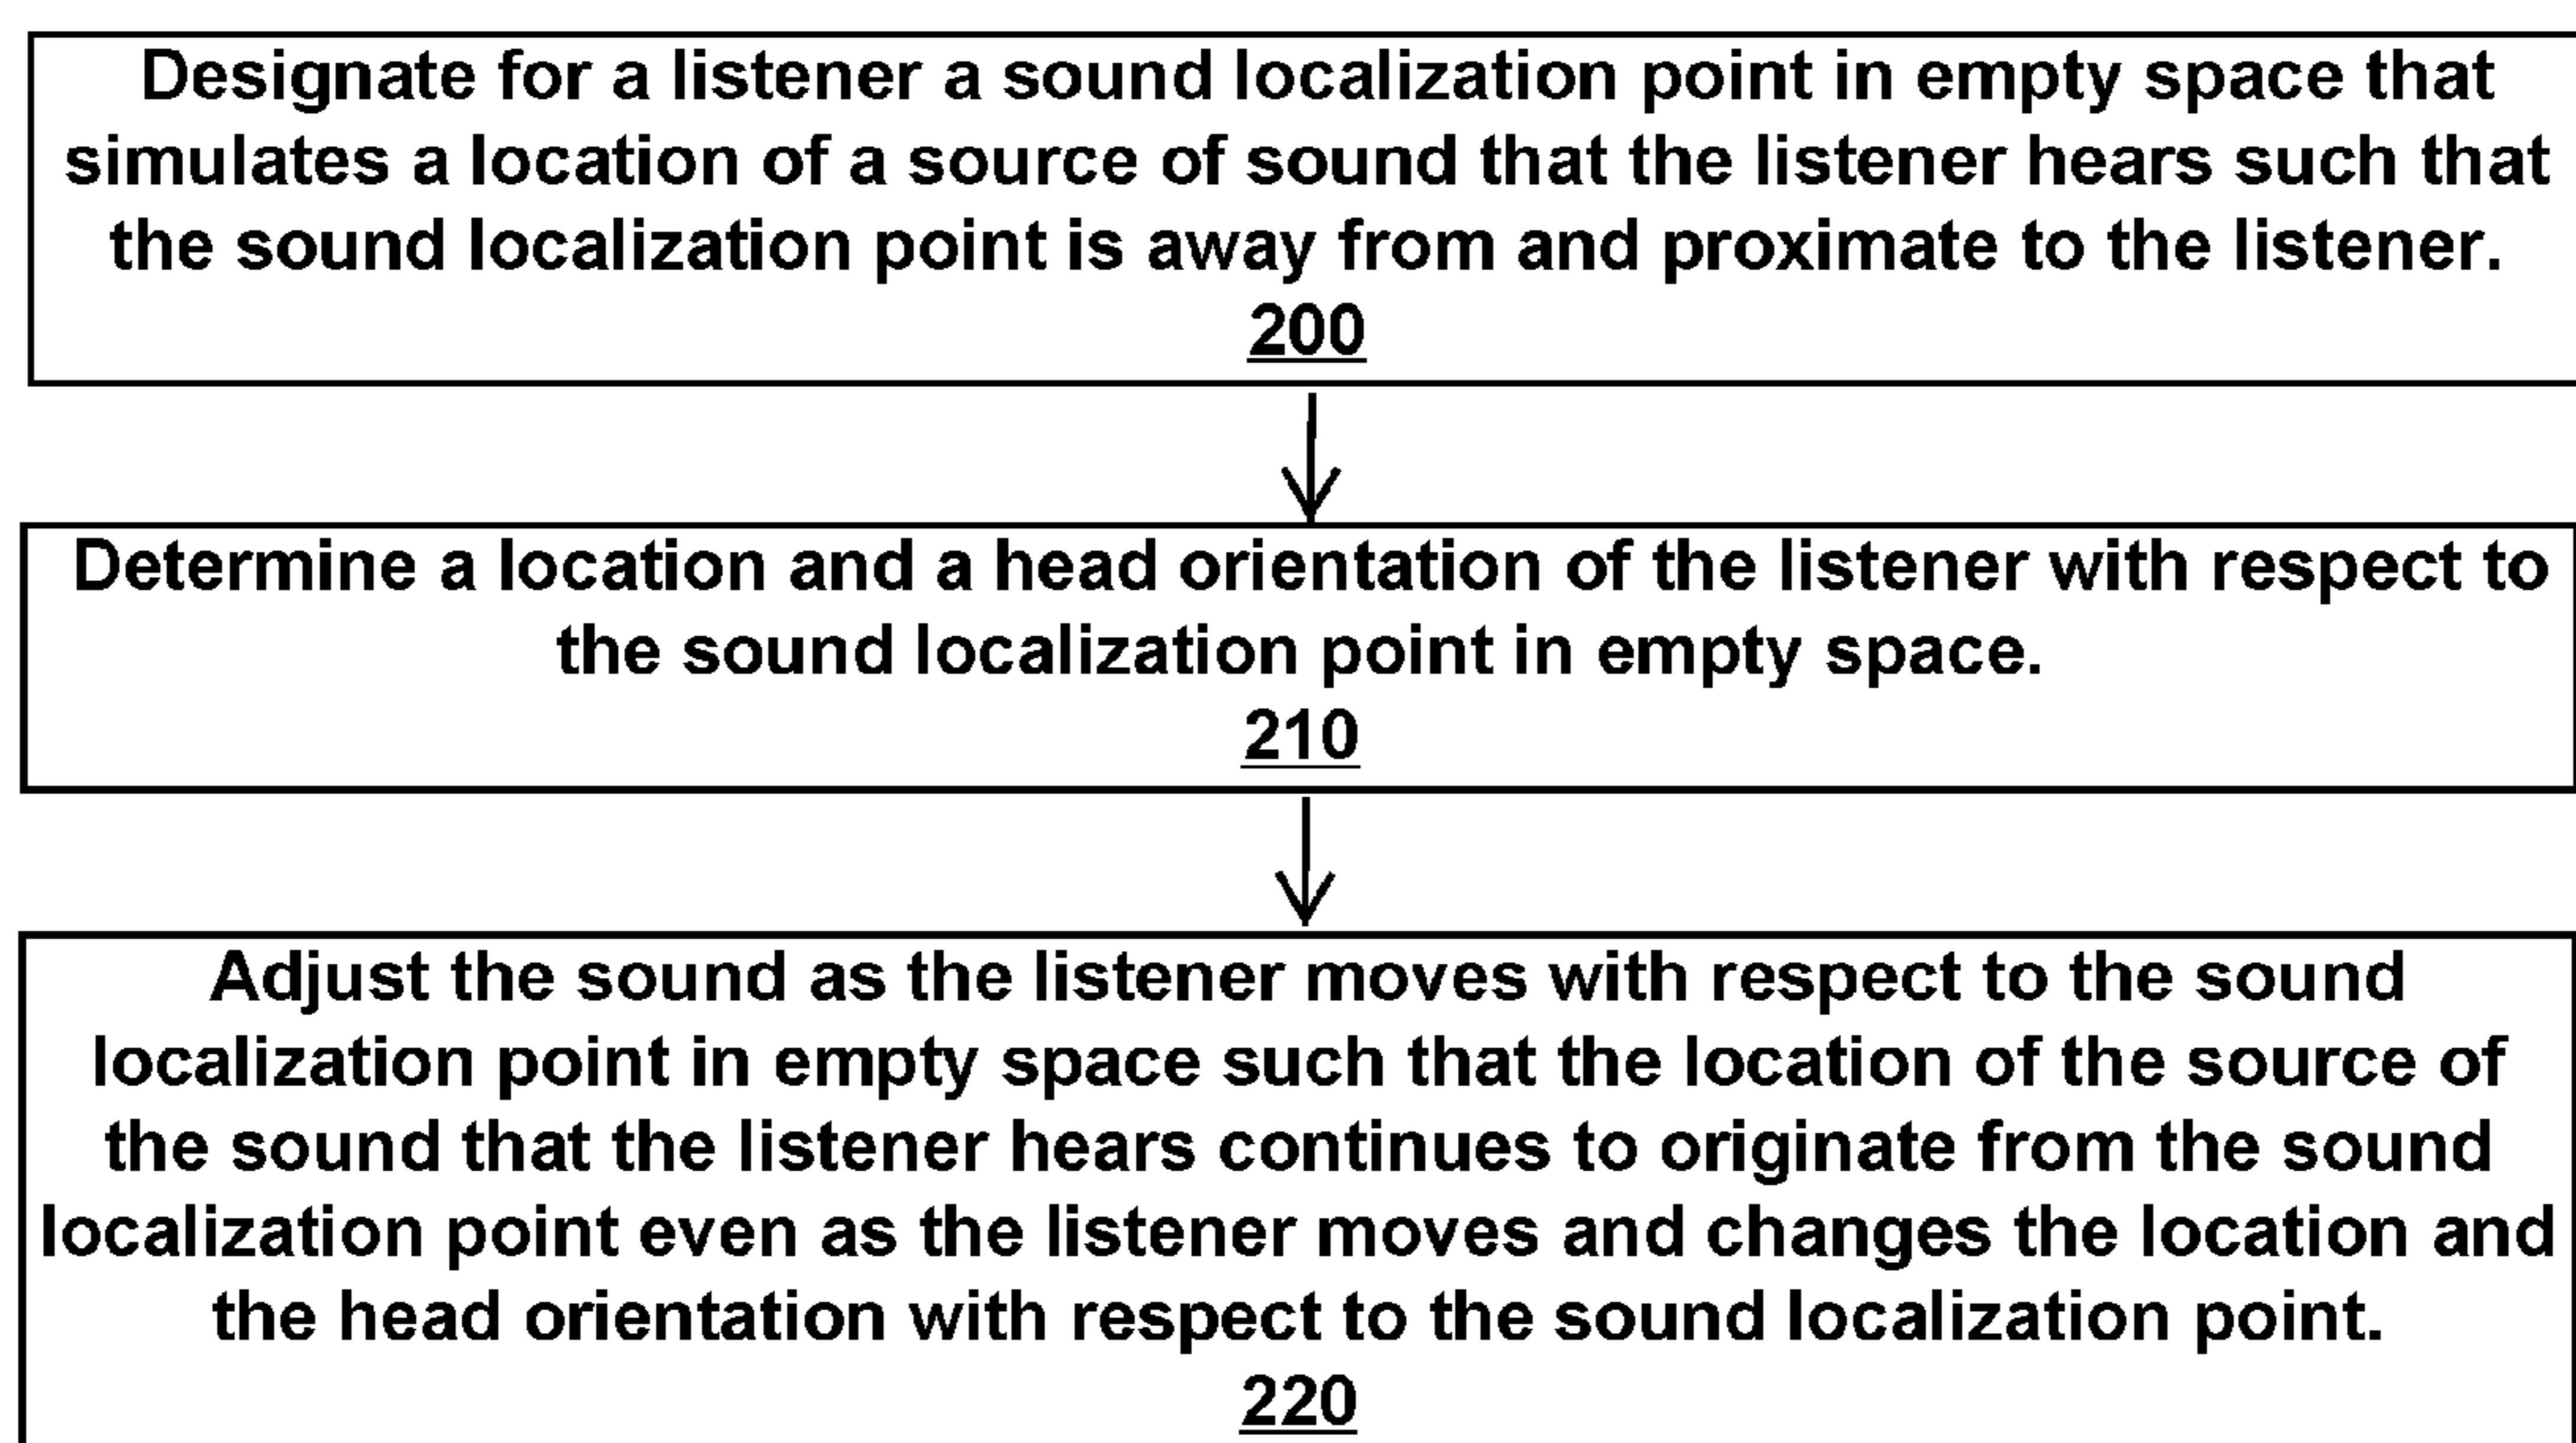 Designate for a listener a sound localization point in empty space that
simulates a location of a source of sound that the listener hears such that
the sound localization point is away from and proximate to the listener.
200
Determine a location and a head orientation of the listener with respect to
the sound localization point in empty space.
210
Adjust the sound as the listener moves with respect to the sound
localization point in empty space such that the location of the source of
the sound that the listener hears continues to originate from the sound
localization point even as the listener moves and changes the location and
the head orientation with respect to the sound localization point.
220